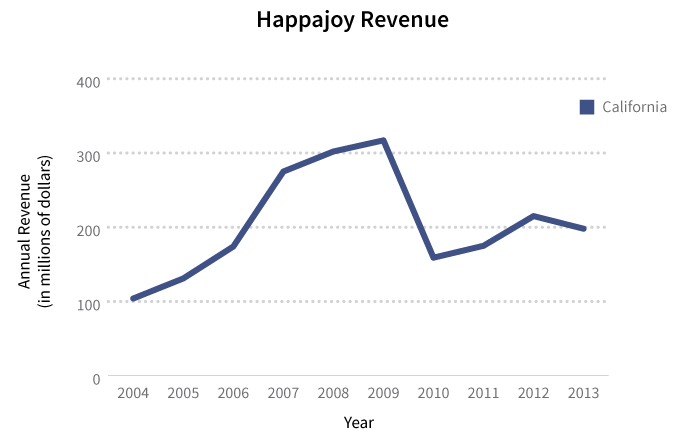 Happajoy Revenue
400
California
300
200
100
0
Annual Revenue
(in millions of dollars)
2004 2005 2006 2007 2008 2009 2010 2011 2012 2013
Year